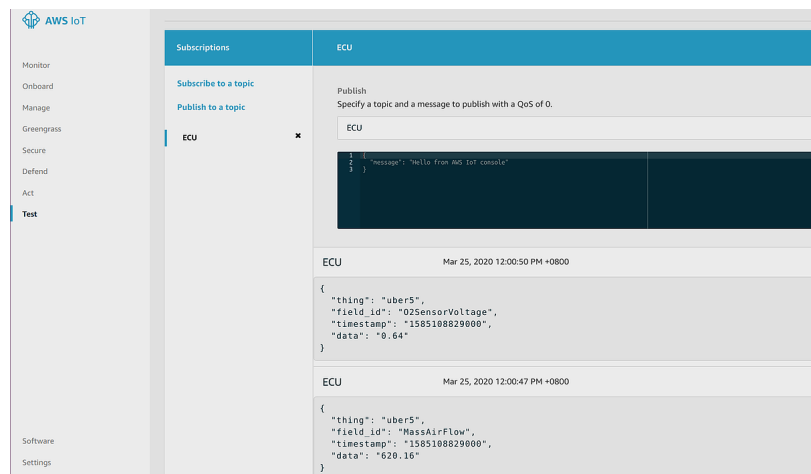 AWS IoT
Monitor
Onboard
Manage
Greengrass
Secure
Defend
Act
Test
Software
Settings
Subscriptions
Subscribe to a topic
Publish to a topic
ECU ✖
ECU
Publish
Specify a topic and a message to publish with a QoS of 0.
ECU
1 {
2 "message": "Hello from AWS IoT console"
3 }
ECU Mar 25, 2020 12:00:50 PM +0800
{
"thing": "uber5",
"field_id": "O2SensorVoltage",
"timestamp": "1585108829000",
"data": "0.64"
}
ECU Mar 25, 2020 12:00:47 PM +0800
{
"thing": "uber5",
"field_id": "MassAirFlow",
"timestamp": "1585108829000",
"data": "620.16"
}